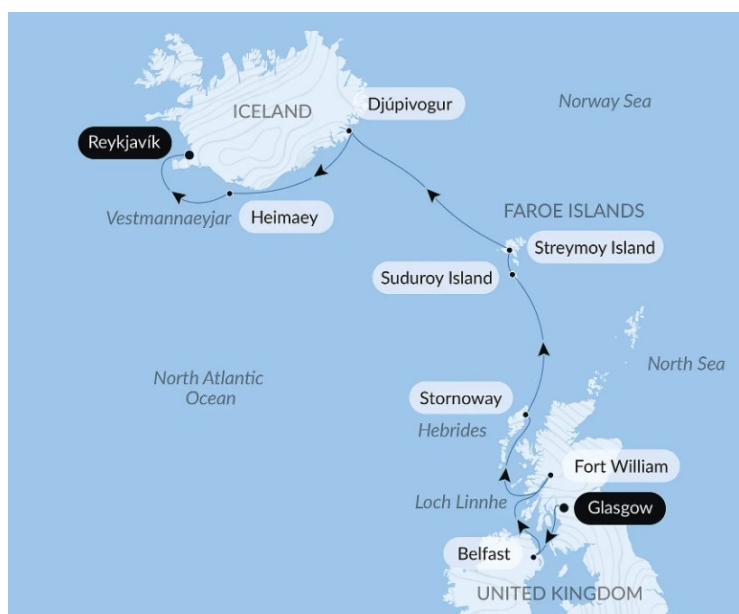 Djúpivogur
Norway Sea
ICELAND
Reykjavík
Vestmannaeyjar
Heimaey
FAROE ISLANDS
Streymoy Island
Suduroy Island
North Sea
North Atlantic
Ocean
Stornoway
Hebrides
Fort William
Loch Linnhe
Glasgow
Belfast
UNITED KINGDOM